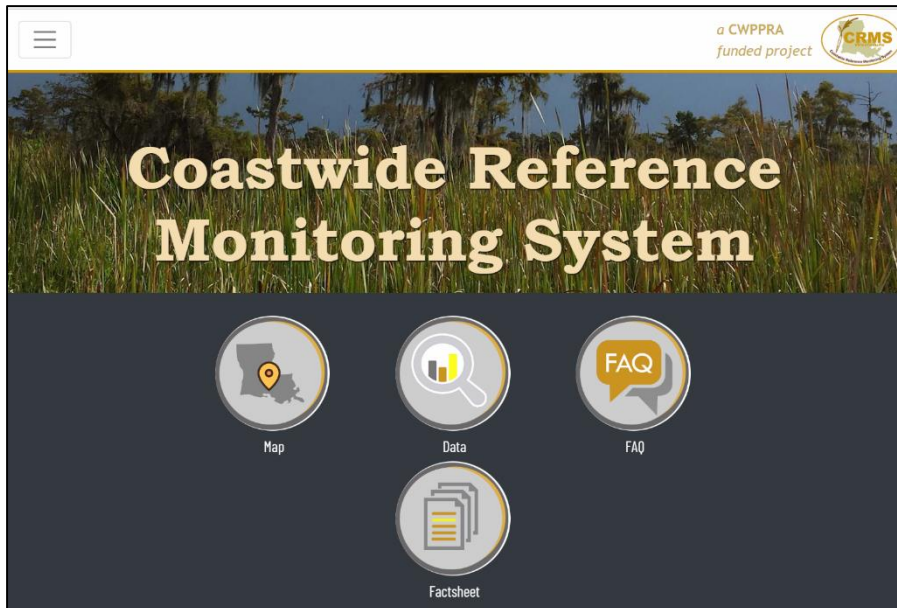 a CWPPRA
funded project
CRMS
Coastwide Reference
Monitoring System
FAQ
Map
Data
FAQ
Factsheet